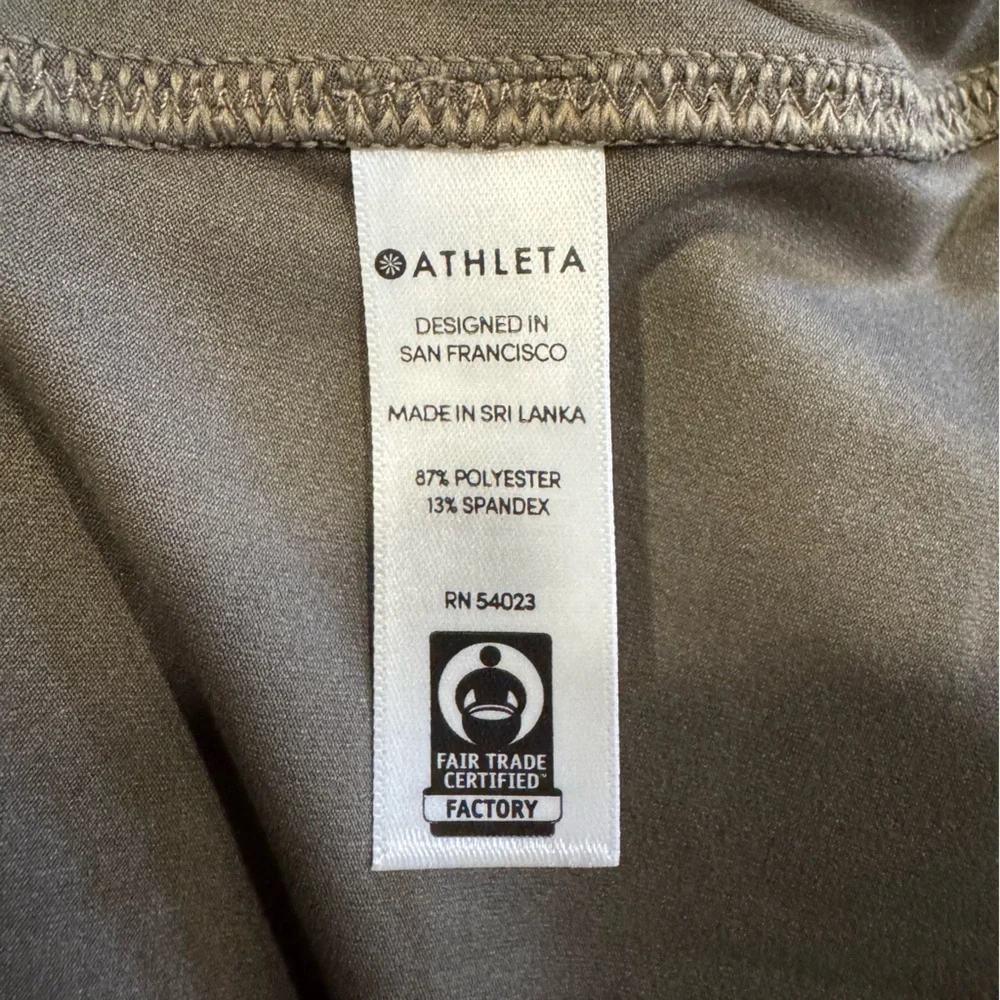 ATHLETA
DESIGNED IN
SAN FRANCISCO
MADE IN SRI LANKA
87% POLYESTER
13% SPANDEX
RN 54023
FAIR TRADE
CERTIFIED™
FACTORY